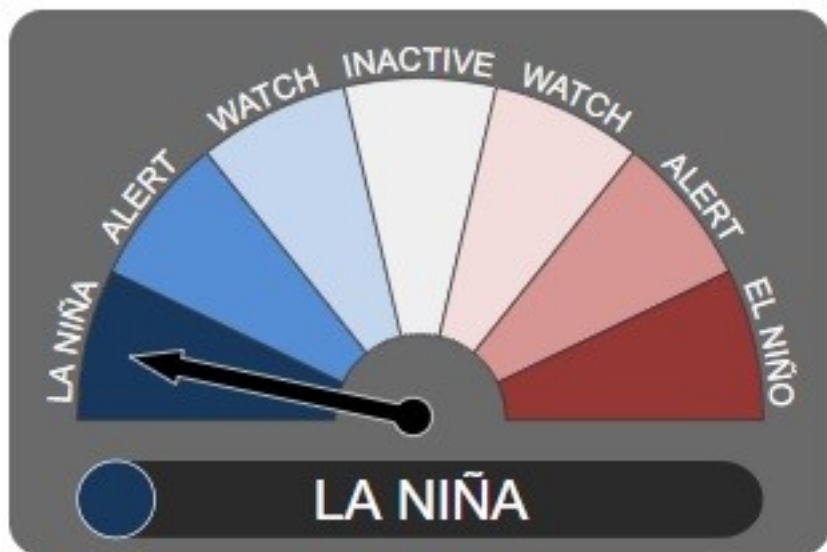 LA NIÑA
ALERT
WATCH
INACTIVE
WATCH
ALERT
EL NIÑO
LA NIÑA